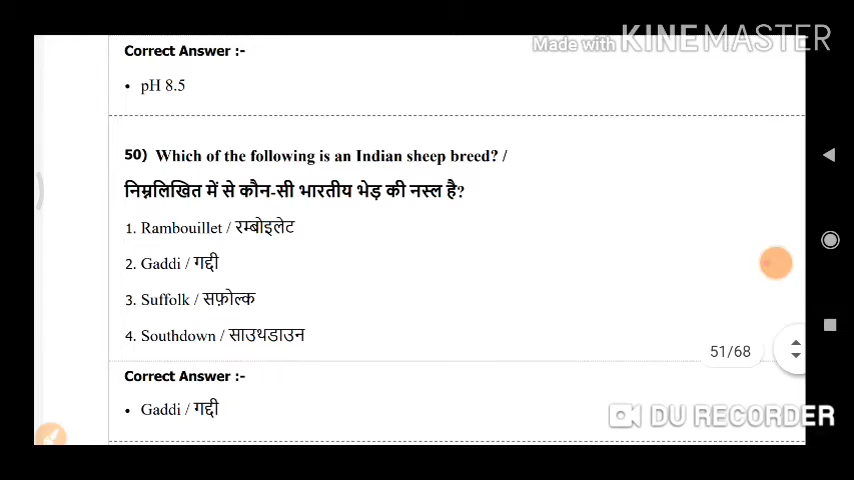 Made with KINEMASTER
Correct Answer :-
• pH 8.5
50) Which of the following is an Indian sheep breed? /
निम्नलिखित में से कौन-सी भारतीय भेड़ की नस्ल है?
1. Rambouillet / रम्बोइलेट
2. Gaddi / गद्दी
3. Suffolk / सफ़ोल्क
4. Southdown / साउथडाउन
51/68
Correct Answer :-
• Gaddi / गद्दी
DU RECORDER